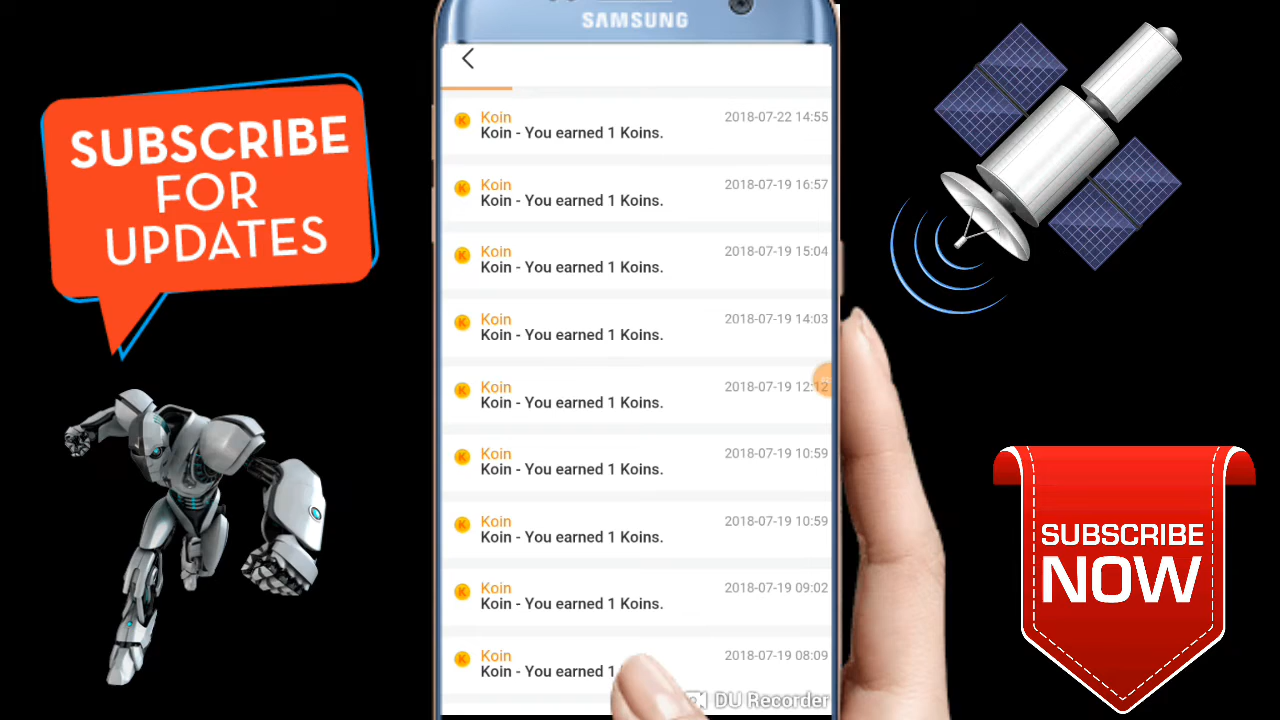 SUBSCRIBE
FOR
UPDATES
SAMSUNG
Koin 2018-07-22 14:55
Koin - You earned 1 Koins.
Koin 2018-07-19 16:57
Koin - You earned 1 Koins.
Koin 2018-07-19 15:04
Koin - You earned 1 Koins.
Koin 2018-07-19 14:03
Koin - You earned 1 Koins.
Koin 2018-07-19 12:12
Koin - You earned 1 Koins.
Koin 2018-07-19 10:59
Koin - You earned 1 Koins.
Koin 2018-07-19 10:59
Koin - You earned 1 Koins.
Koin 2018-07-19 09:02
Koin - You earned 1 Koins.
Koin 2018-07-19 08:09
Koin - You earned 1
DU Recorder
SUBSCRIBE
NOW